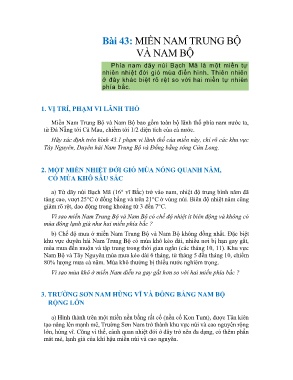 Bài 43: MIỀN NAM TRUNG BỘ
VÀ NAM BỘ
Phía nam dãy núi Bạch Mã là một miền tự
nhiên nhiệt đới gió mùa điển hình. Thiên nhiên
ở đây khác biệt rõ rệt so với hai miền tự nhiên
phía bắc.
1. VỊ TRÍ, PHẠM VI LÃNH THỔ
Miền Nam Trung Bộ và Nam Bộ bao gồm toàn bộ lãnh thổ phía nam nước ta,
từ Đà Nẵng tới Cà Mau, chiếm tới 1/2 diện tích của cả nước.
Hãy xác định trên hình 43.1 phạm vi lãnh thổ của miền này, chỉ rõ các khu vực
Tây Nguyên, Duyên hải Nam Trung Bộ và Đồng bằng sông Cửu Long.
2. MỘT MIỀN NHIỆT ĐỚI GIÓ MÙA NÓNG QUANH NĂM,
CÓ MÙA KHÔ SÂU SẮC
a) Từ dãy núi Bạch Mã (16° vĩ Bắc) trở vào nam, nhiệt độ trung bình năm đã
tăng cao, vượt 25°C ở đồng bằng và trên 21°C ở vùng núi. Biên độ nhiệt năm cũng
giảm rõ rệt, dao động trong khoảng từ 3 đến 7°C.
Vì sao miền Nam Trung Bộ và Nam Bộ có chế độ nhiệt ít biến động và không có
mùa đông lạnh giá như hai miền phía bắc ?
b) Chế độ mưa ở miền Nam Trung Bộ và Nam Bộ không đồng nhất. Đặc biệt
khu vực duyên hải Nam Trung Bộ có mùa khô kéo dài, nhiều nơi bị hạn gay gắt,
mùa mưa đến muộn và tập trung trong thời gian ngắn (các tháng 10, 11). Khu vực
Nam Bộ và Tây Nguyên mùa mưa kéo dài 6 tháng, từ tháng 5 đến tháng 10, chiếm
80% lượng mưa cả năm. Mùa khô thường bị thiếu nước nghiêm trọng.
Vì sao mùa khô ở miền Nam diễn ra gay gắt hơn so với hai miền phía bắc ?
3. TRƯỜNG SƠN NAM HÙNG VĨ VÀ ĐỒNG BẰNG NAM BỘ
RỘNG LỚN
a) Hình thành trên một miền nền bằng rất cổ (nền cổ Kon Tum), được Tân kiến
tạo nâng lên mạnh mẽ, Trường Sơn Nam trở thành khu vực núi và cao nguyên rộng
lớn, hùng vĩ. Cũng vì thế, cảnh quan nhiệt đới ở đây trở nên đa dạng, có thêm phần
mát mẻ, lạnh giá của khí hậu miền núi và cao nguyên.